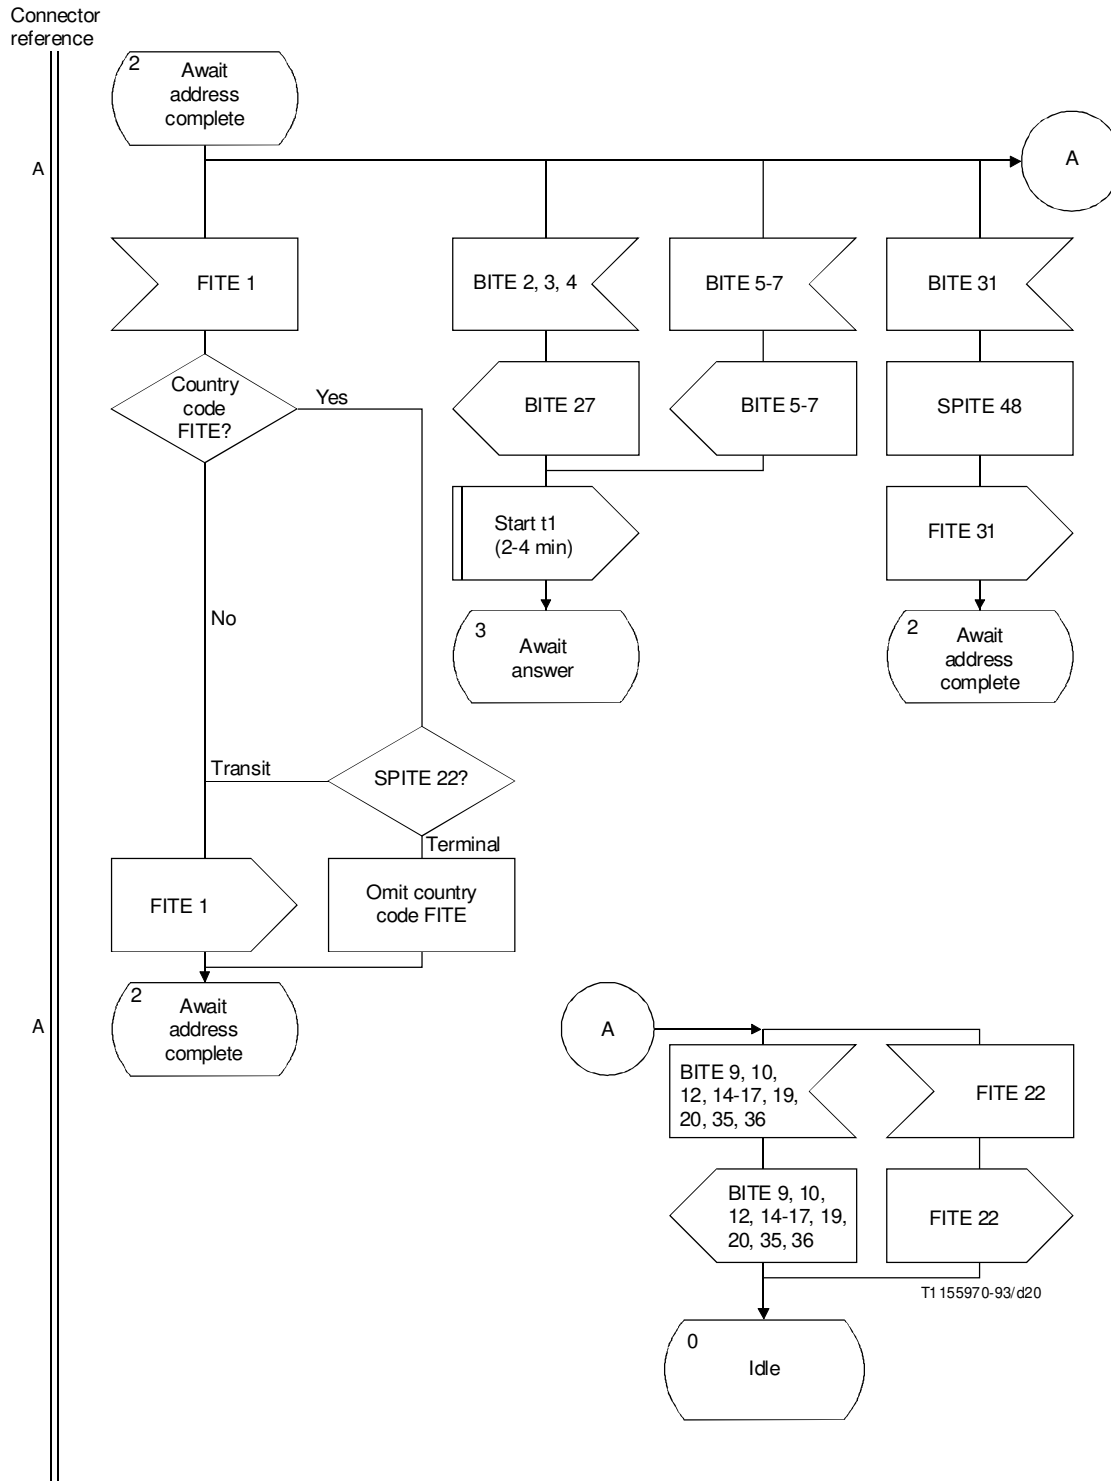 Connector
reference
2
Await
address
complete
A
A
FITE 1
BITE 2, 3, 4
BITE 5-7
BITE 31
Country
code
FITE?
Yes
BITE 27
BITE 5-7
SPITE 48
Start t1
(2-4 min)
FITE 31
No
3
Await
answer
2
Await
address
complete
Transit
SPITE 22?
Terminal
FITE 1
Omit country
code FITE
2
Await
address
complete
A
A
BITE 9, 10,
12, 14-17, 19,
20, 35, 36
FITE 22
BITE 9, 10,
12, 14-17, 19,
20, 35, 36
FITE 22
T1155970-93/d20
0
Idle